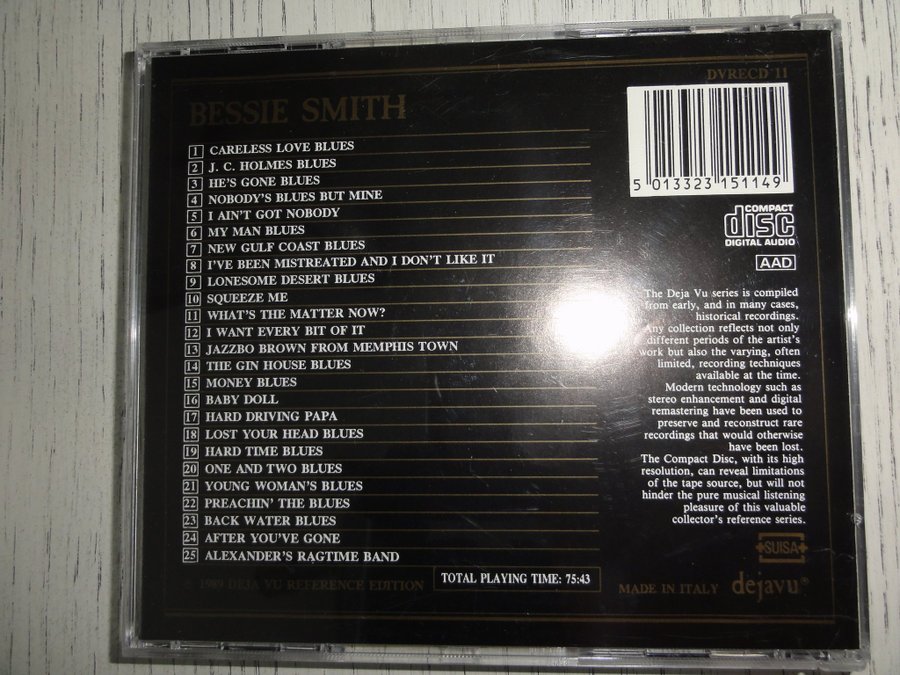 DVRECD 11
BESSIE SMITH
1 CARELESS LOVE BLUES
2 J. C. HOLMES BLUES
3 HE'S GONE BLUES
4 NOBODY'S BLUES BUT MINE
5 I AIN'T GOT NOBODY
6 MY MAN BLUES
7 NEW GULF COAST BLUES
8 I'VE BEEN MISTREATED AND I DON'T LIKE IT
9 LONESOME DESERT BLUES
10 SQUEEZE ME
11 WHAT'S THE MATTER NOW?
12 I WANT EVERY BIT OF IT
13 JAZZBO BROWN FROM MEMPHIS TOWN
14 THE GIN HOUSE BLUES
15 MONEY BLUES
16 BABY DOLL
17 HARD DRIVING PAPA
18 LOST YOUR HEAD BLUES
19 HARD TIME BLUES
20 ONE AND TWO BLUES
21 YOUNG WOMAN'S BLUES
22 PREACHIN' THE BLUES
23 BACK WATER BLUES
24 AFTER YOU'VE GONE
25 ALEXANDER'S RAGTIME BAND
5 013323 151149
COMPACT
disc
DIGITAL AUDIO
AAD
The Deja Vu series is compiled
from early, and in many cases,
historical recordings.
Any collection reflects not only
different periods of the artist's
work but also the varying, often
limited, recording techniques
available at the time.
Modern technology such as
stereo enhancement and digital
remastering have been used to
preserve and reconstruct rare
recordings that would otherwise
have been lost.
The Compact Disc, with its high
resolution, can reveal limitations
of the tape source, but will not
hinder the pure musical listening
pleasure of this valuable
collector's reference series.
SUISA
℗ 1989 DEJA VU REFERENCE EDITION
TOTAL PLAYING TIME: 75:43
MADE IN ITALY
dejavu®